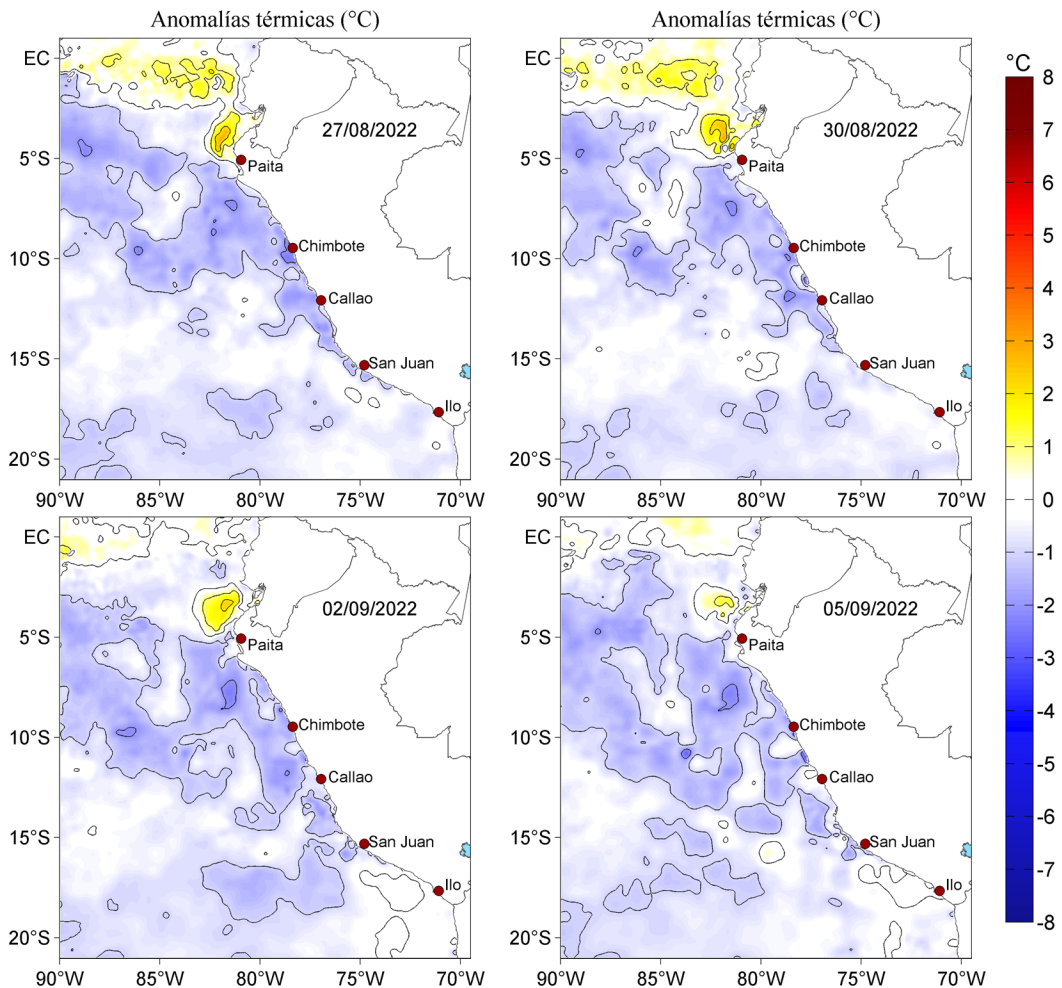 Anomalías térmicas (°C)
Anomalías térmicas (°C)
EC
5°S
10°S
15°S
20°S
90°W
85°W
80°W
75°W
70°W
27/08/2022
Paita
Chimbote
Callao
San Juan
Ilo
EC
5°S
10°S
15°S
20°S
90°W
85°W
80°W
75°W
70°W
30/08/2022
Paita
Chimbote
Callao
San Juan
Ilo
EC
5°S
10°S
15°S
20°S
90°W
85°W
80°W
75°W
70°W
02/09/2022
Paita
Chimbote
Callao
San Juan
Ilo
EC
5°S
10°S
15°S
20°S
90°W
85°W
80°W
75°W
70°W
05/09/2022
Paita
Chimbote
Callao
San Juan
Ilo
°C
8
7
6
5
4
3
2
1
0
-1
-2
-3
-4
-5
-6
-7
-8